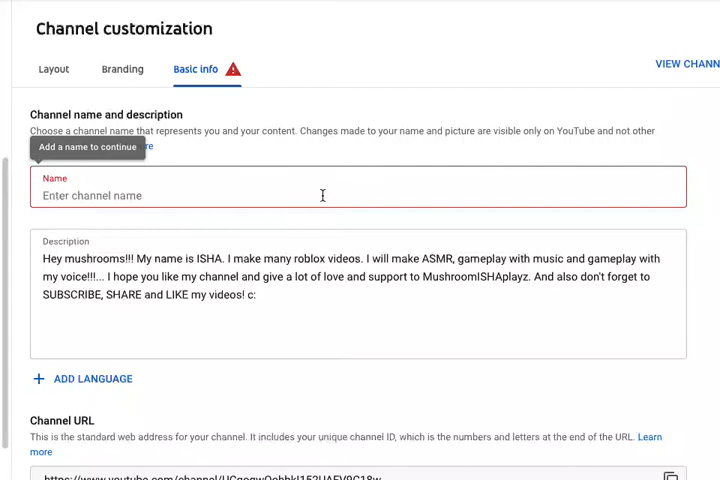 Channel customization
Layout
Branding
Basic info
VIEW CHANN
Channel name and description
Choose a channel name that represents you and your content. Changes made to your name and picture are visible only on YouTube and not other
Add a name to continue
re
Name
Enter channel name
Description
Hey mushrooms!!! My name is ISHA. I make many roblox videos. I will make ASMR, gameplay with music and gameplay with
my voice!!!... I hope you like my channel and give a lot of love and support to MushroomISHAplayz. And also don't forget to
SUBSCRIBE, SHARE and LIKE my videos! c:
ADD LANGUAGE
Channel URL
This is the standard web address for your channel. It includes your unique channel ID, which is the numbers and letters at the end of the URL. Learn
more